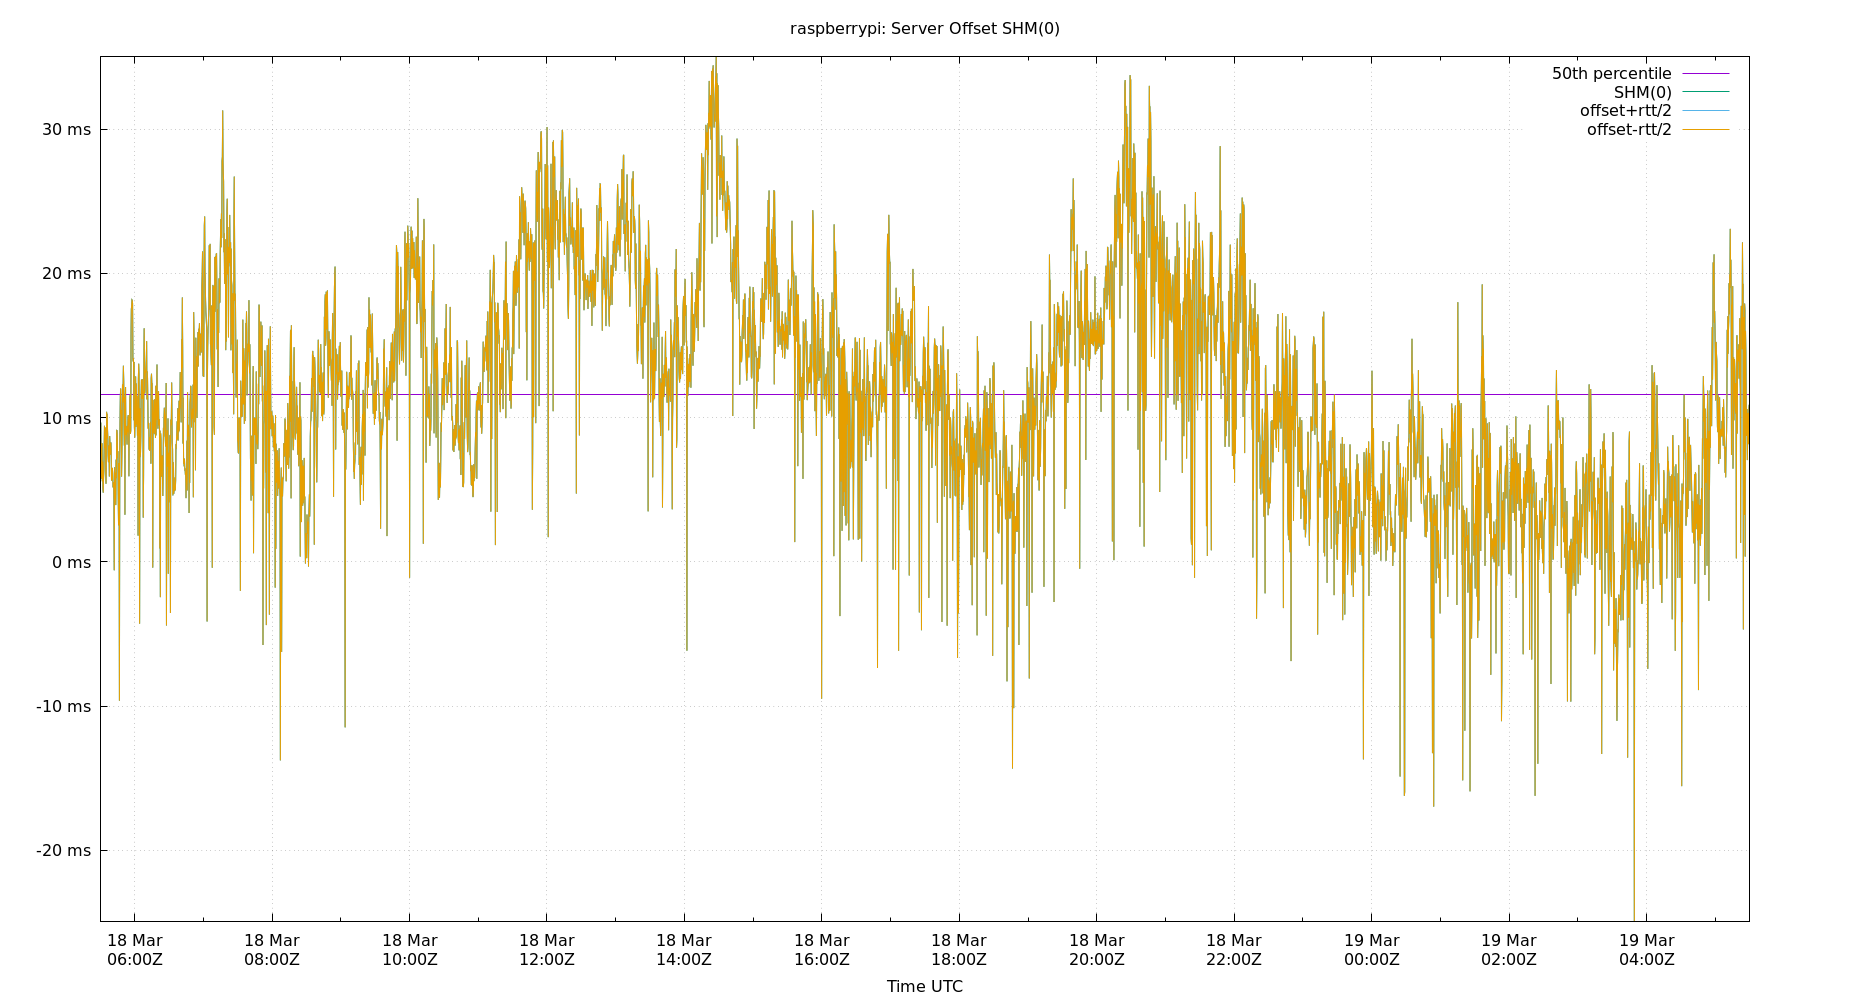 raspberrypi: Server Offset SHM(0)
50th percentile
SHM(0)
offset+rtt/2
offset-rtt/2
30 ms
20 ms
10 ms
0 ms
-10 ms
-20 ms
18 Mar 18 Mar 18 Mar 18 Mar 18 Mar 18 Mar 18 Mar 18 Mar 18 Mar 19 Mar 19 Mar 19 Mar
06:00Z 08:00Z 10:00Z 12:00Z 14:00Z 16:00Z 18:00Z 20:00Z 22:00Z 00:00Z 02:00Z 04:00Z
Time UTC